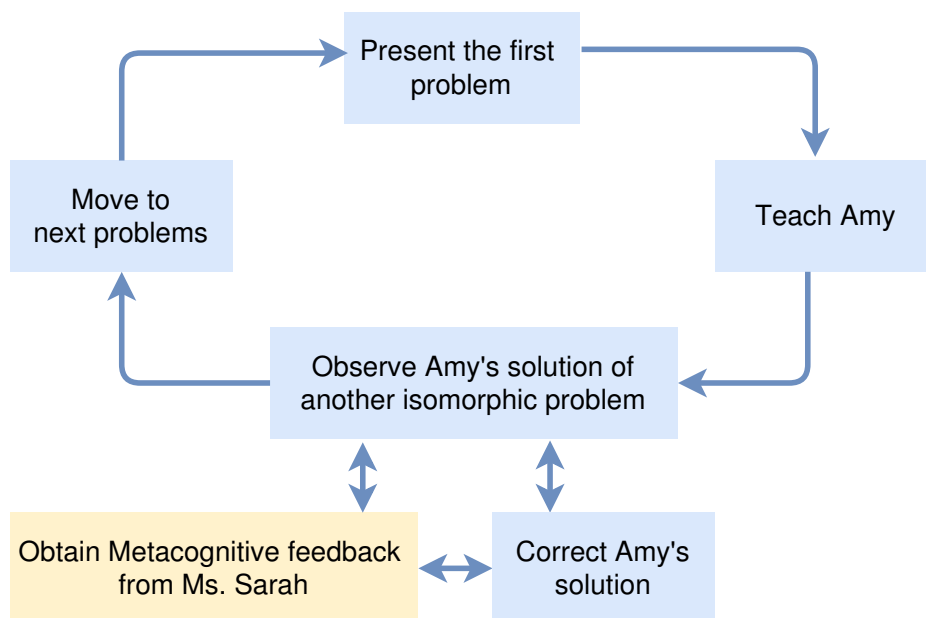 Present the first
problem
Teach Amy
Move to
next problems
Observe Amy's solution of
another isomorphic problem
Obtain Metacognitive feedback
from Ms. Sarah
Correct Amy's
solution